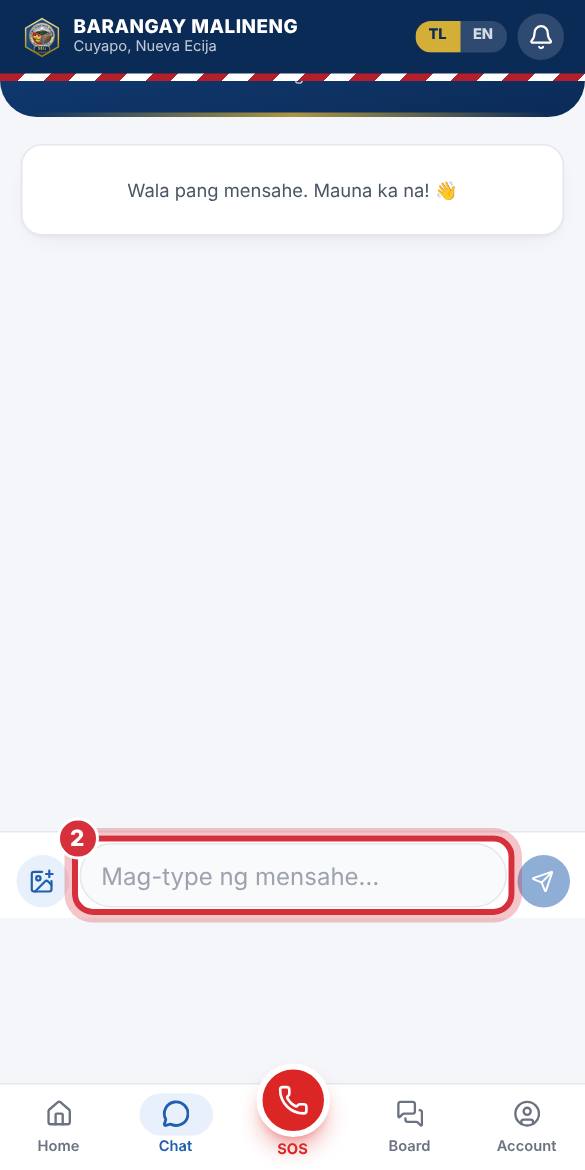 BARANGAY MALINENG
Cuyapo, Nueva Ecija
TL EN
Wala pang mensahe. Mauna ka na! 👋
2
Mag-type ng mensahe...
Home
Chat
SOS
Board
Account